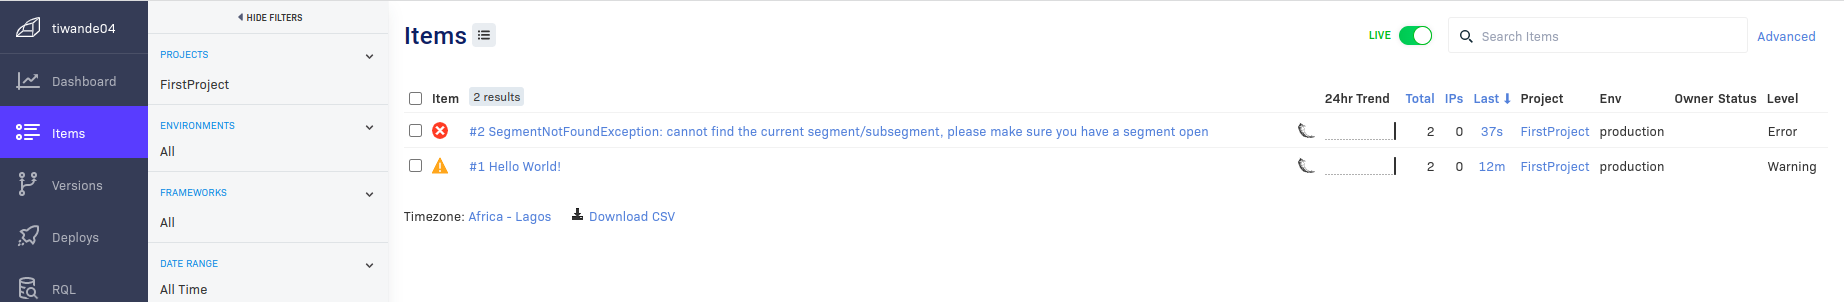 tiwande04
Dashboard
Items
Versions
Deploys
RQL
HIDE FILTERS
PROJECTS
FirstProject
ENVIRONMENTS
All
FRAMEWORKS
All
DATE RANGE
All Time
Items
LIVE
Search Items
Advanced
Item 2 results 24hr Trend Total IPs Last Project Env Owner Status Level
#2 SegmentNotFoundException: cannot find the current segment/subsegment, please make sure you have a segment open 2 0 37s FirstProject production Error
#1 Hello World! 2 0 12m FirstProject production Warning
Timezone: Africa - Lagos Download CSV